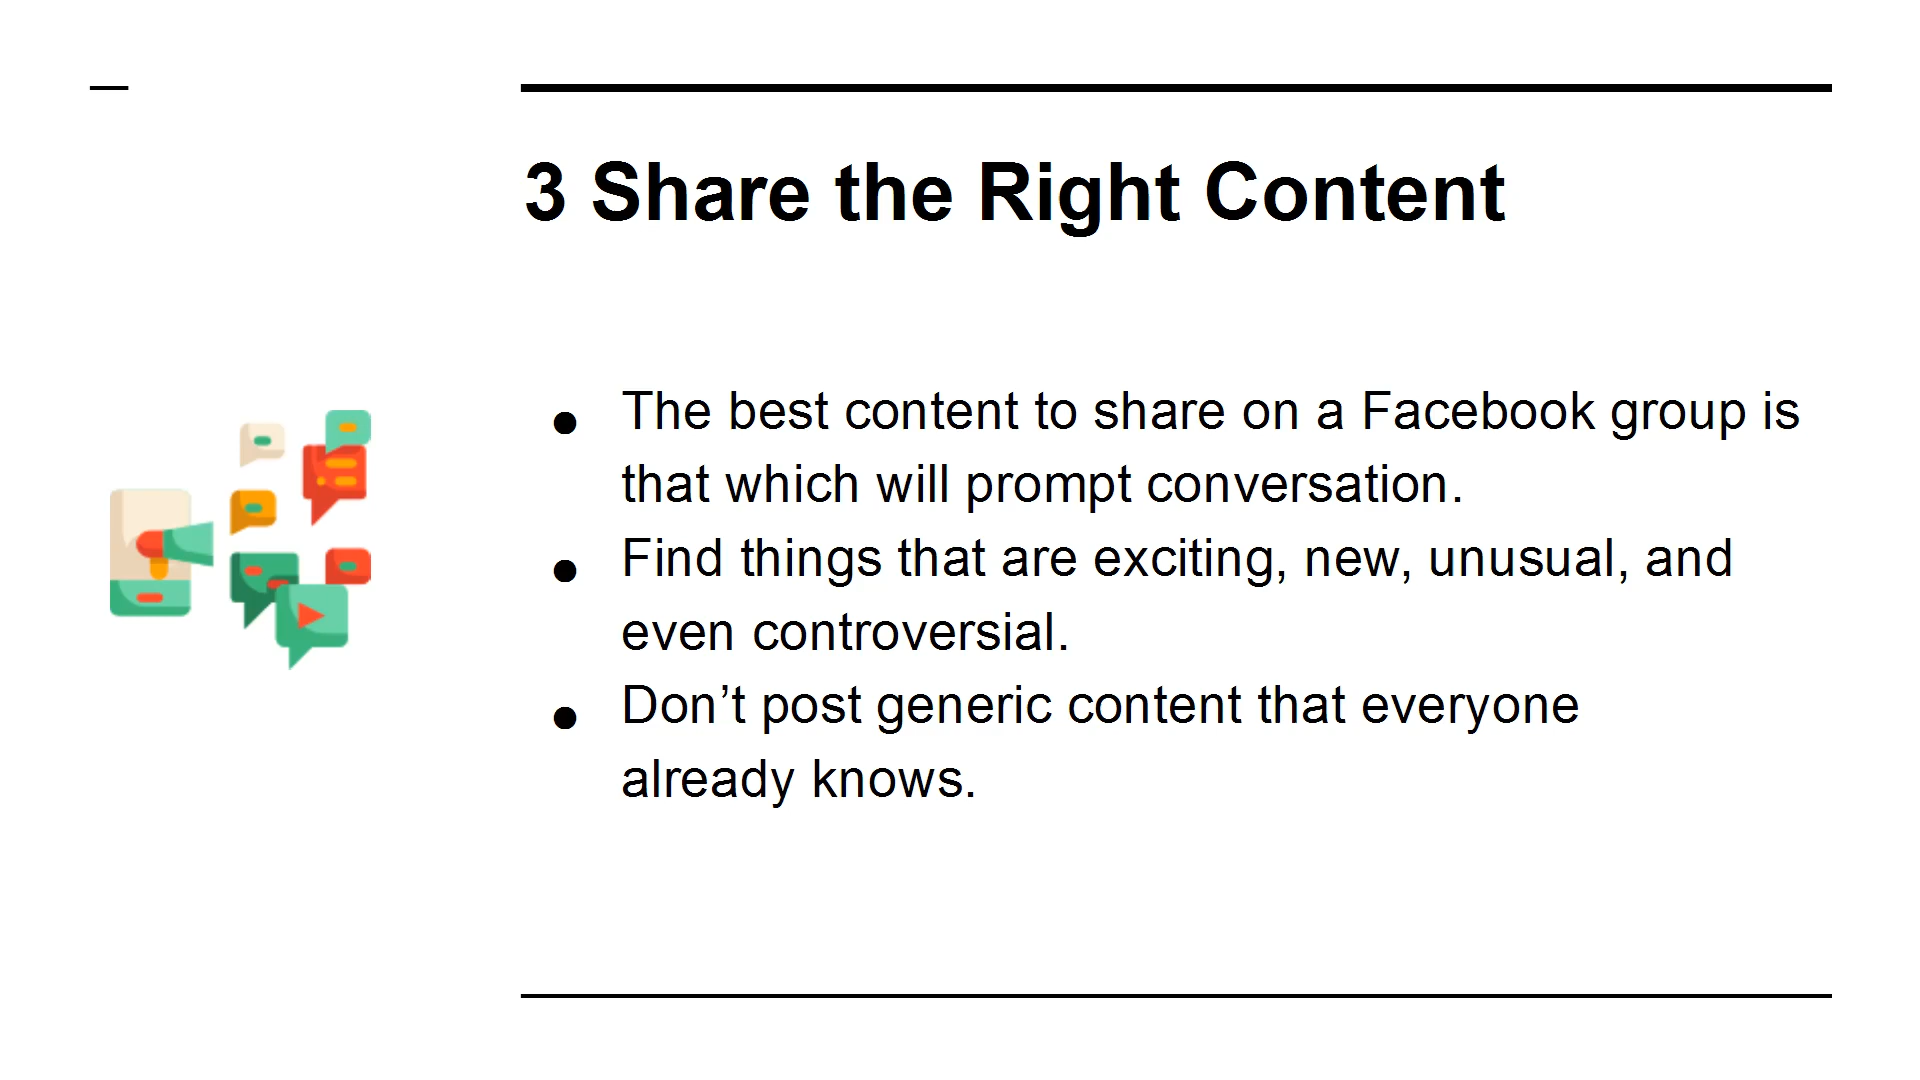 3 Share the Right Content
● The best content to share on a Facebook group is
that which will prompt conversation.
● Find things that are exciting, new, unusual, and
even controversial.
● Don’t post generic content that everyone
already knows.